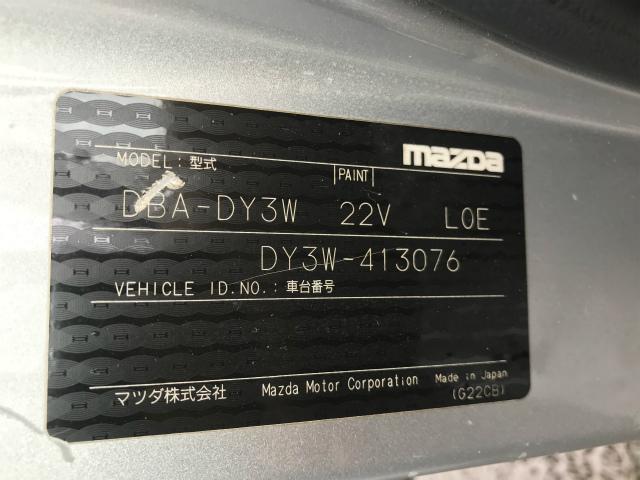 mazda
MODEL: 型式 PAINT
DBA-DY3W 22V L0E
DY3W-413076
VEHICLE ID.NO.: 車台番号
マツダ株式会社 Mazda Motor Corporation Made in Japan
(G22CB)